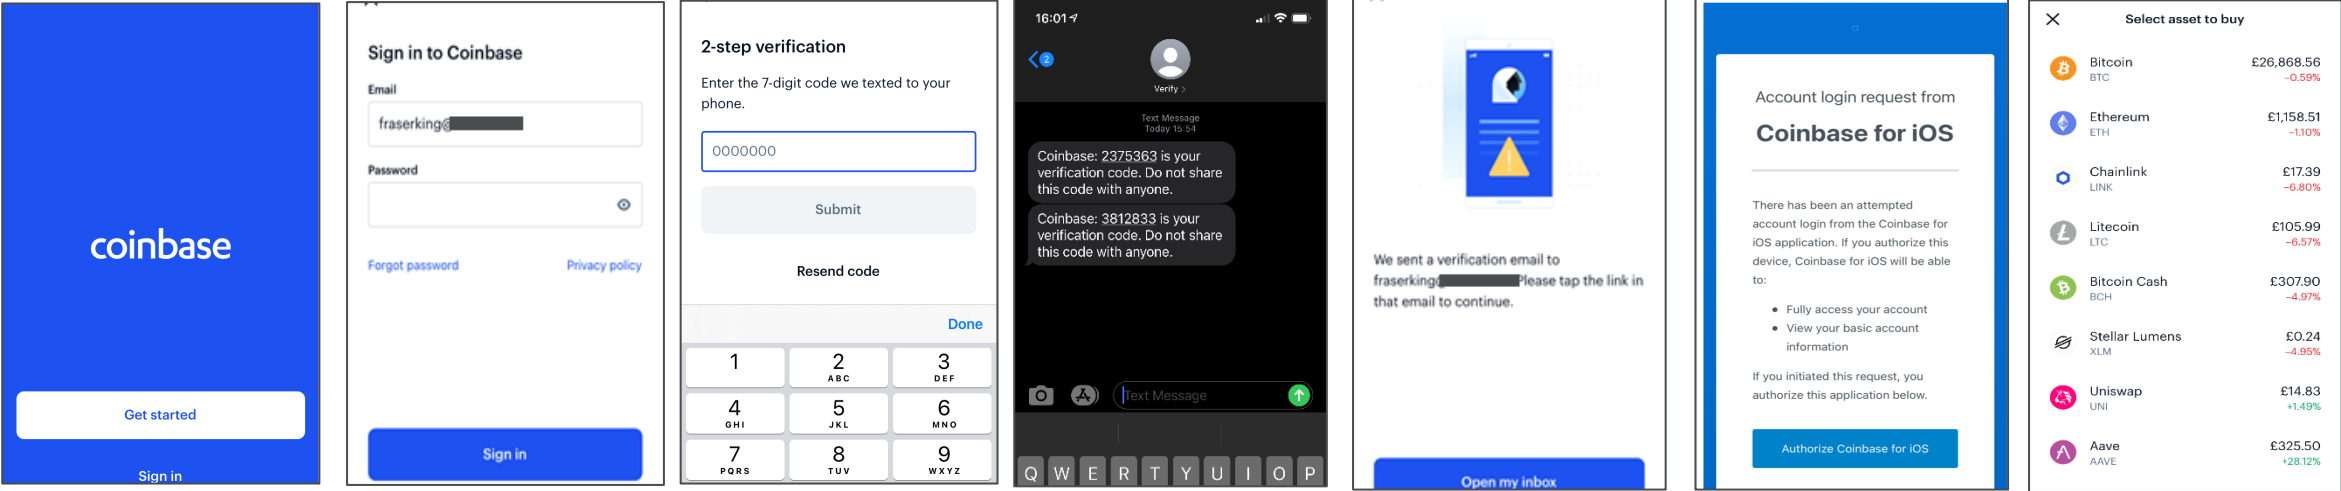 coinbase
Get started
Sign in
Sign in to Coinbase
Email
fraserking@
Password
Forgot password
Privacy policy
Sign in
2-step verification
Enter the 7-digit code we texted to your
phone.
0000000
Submit
Resend code
Done
1
2
ABC
3
DEF
4
GHI
5
JKL
6
MNO
7
PQRS
8
TUV
9
WXYZ
16:01
2
Verify >
Text Message
Today 15:54
Coinbase: 2375363 is your
verification code. Do not share
this code with anyone.
Coinbase: 3812833 is your
verification code. Do not share
this code with anyone.
Text Message
Q W E R T Y U I O P
We sent a verification email to
fraserking Please tap the link in
that email to continue.
Open my inbox
Account login request from
Coinbase for iOS
There has been an attempted
account login from the Coinbase for
iOS application. If you authorize this
device, Coinbase for iOS will be able
to:
• Fully access your account
• View your basic account
information
If you initiated this request, you
authorize this application below.
Authorize Coinbase for iOS
Select asset to buy
Bitcoin £26,868.56
BTC -0.59%
Ethereum £1,158.51
ETH -1.10%
Chainlink £17.39
LINK -6.80%
Litecoin £105.99
LTC -6.57%
Bitcoin Cash £307.90
BCH -4.97%
Stellar Lumens £0.24
XLM -4.95%
Uniswap £14.83
UNI +1.49%
Aave £325.50
AAVE +28.12%